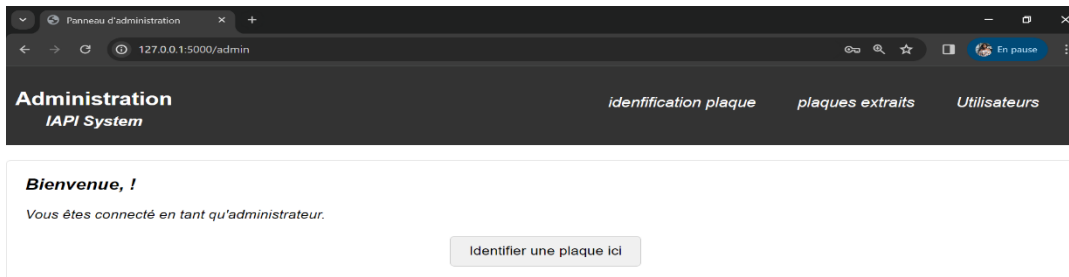 Panneau d'administration
127.0.0.1:5000/admin
En pause
Administration
IAPI System
idenfification plaque plaques extraits Utilisateurs
Bienvenue, !
Vous êtes connecté en tant qu'administrateur.
Identifier une plaque ici